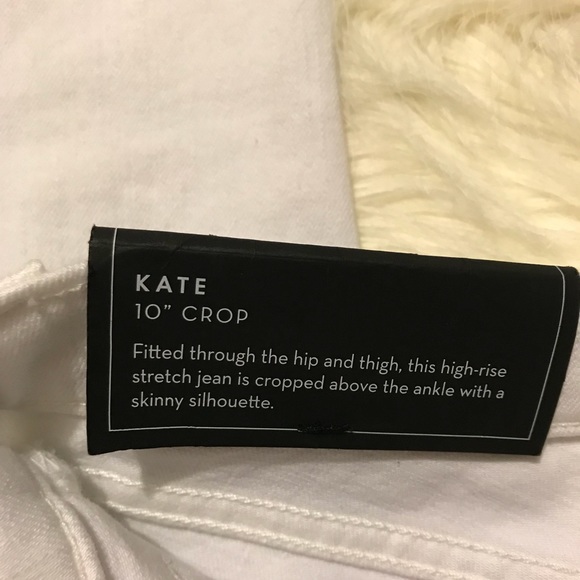 KATE
10” CROP
Fitted through the hip and thigh, this high-rise
stretch jean is cropped above the ankle with a
skinny silhouette.